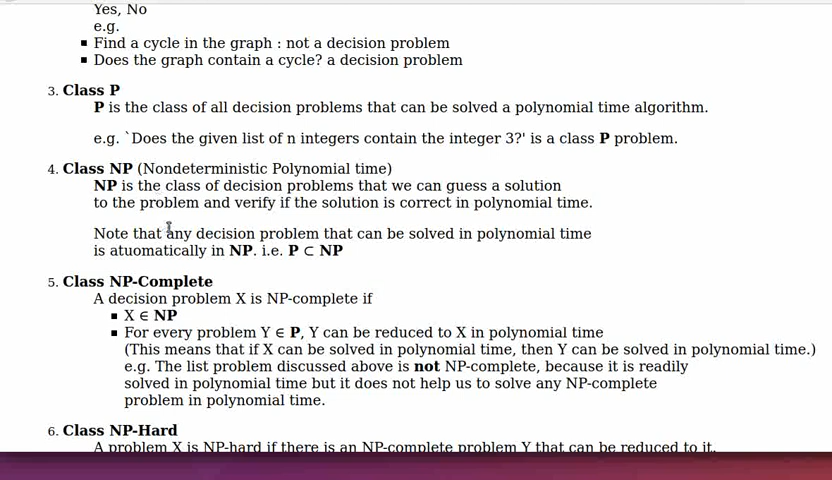 Yes, No
e.g.
▪ Find a cycle in the graph : not a decision problem
▪ Does the graph contain a cycle? a decision problem
3. Class P
P is the class of all decision problems that can be solved a polynomial time algorithm.
e.g. `Does the given list of n integers contain the integer 3?' is a class P problem.
4. Class NP (Nondeterministic Polynomial time)
NP is the class of decision problems that we can guess a solution
to the problem and verify if the solution is correct in polynomial time.
Note that any decision problem that can be solved in polynomial time
is atuomatically in NP. i.e. P ⊂ NP
5. Class NP-Complete
A decision problem X is NP-complete if
▪ X ∈ NP
▪ For every problem Y ∈ P, Y can be reduced to X in polynomial time
(This means that if X can be solved in polynomial time, then Y can be solved in polynomial time.)
e.g. The list problem discussed above is not NP-complete, because it is readily
solved in polynomial time but it does not help us to solve any NP-complete
problem in polynomial time.
6. Class NP-Hard
A problem X is NP-hard if there is an NP-complete problem Y that can be reduced to it.